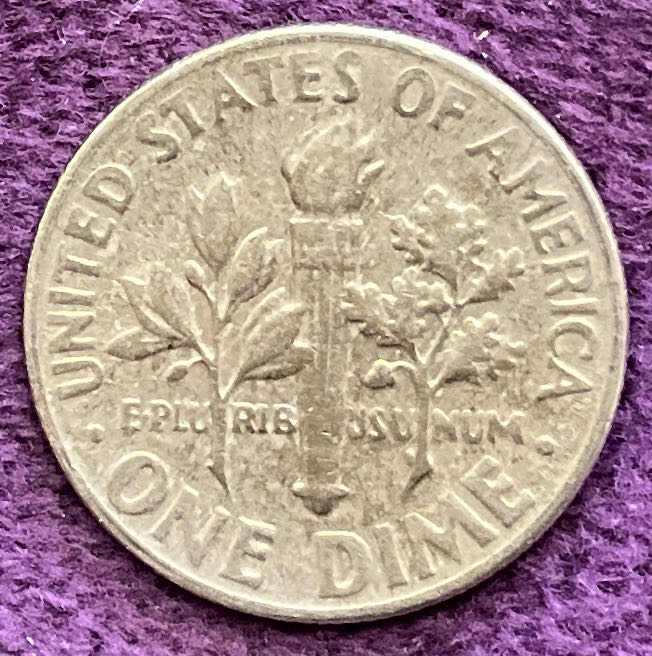 UNITED STATES OF AMERICA
E PLURIBUS UNUM
ONE DIME